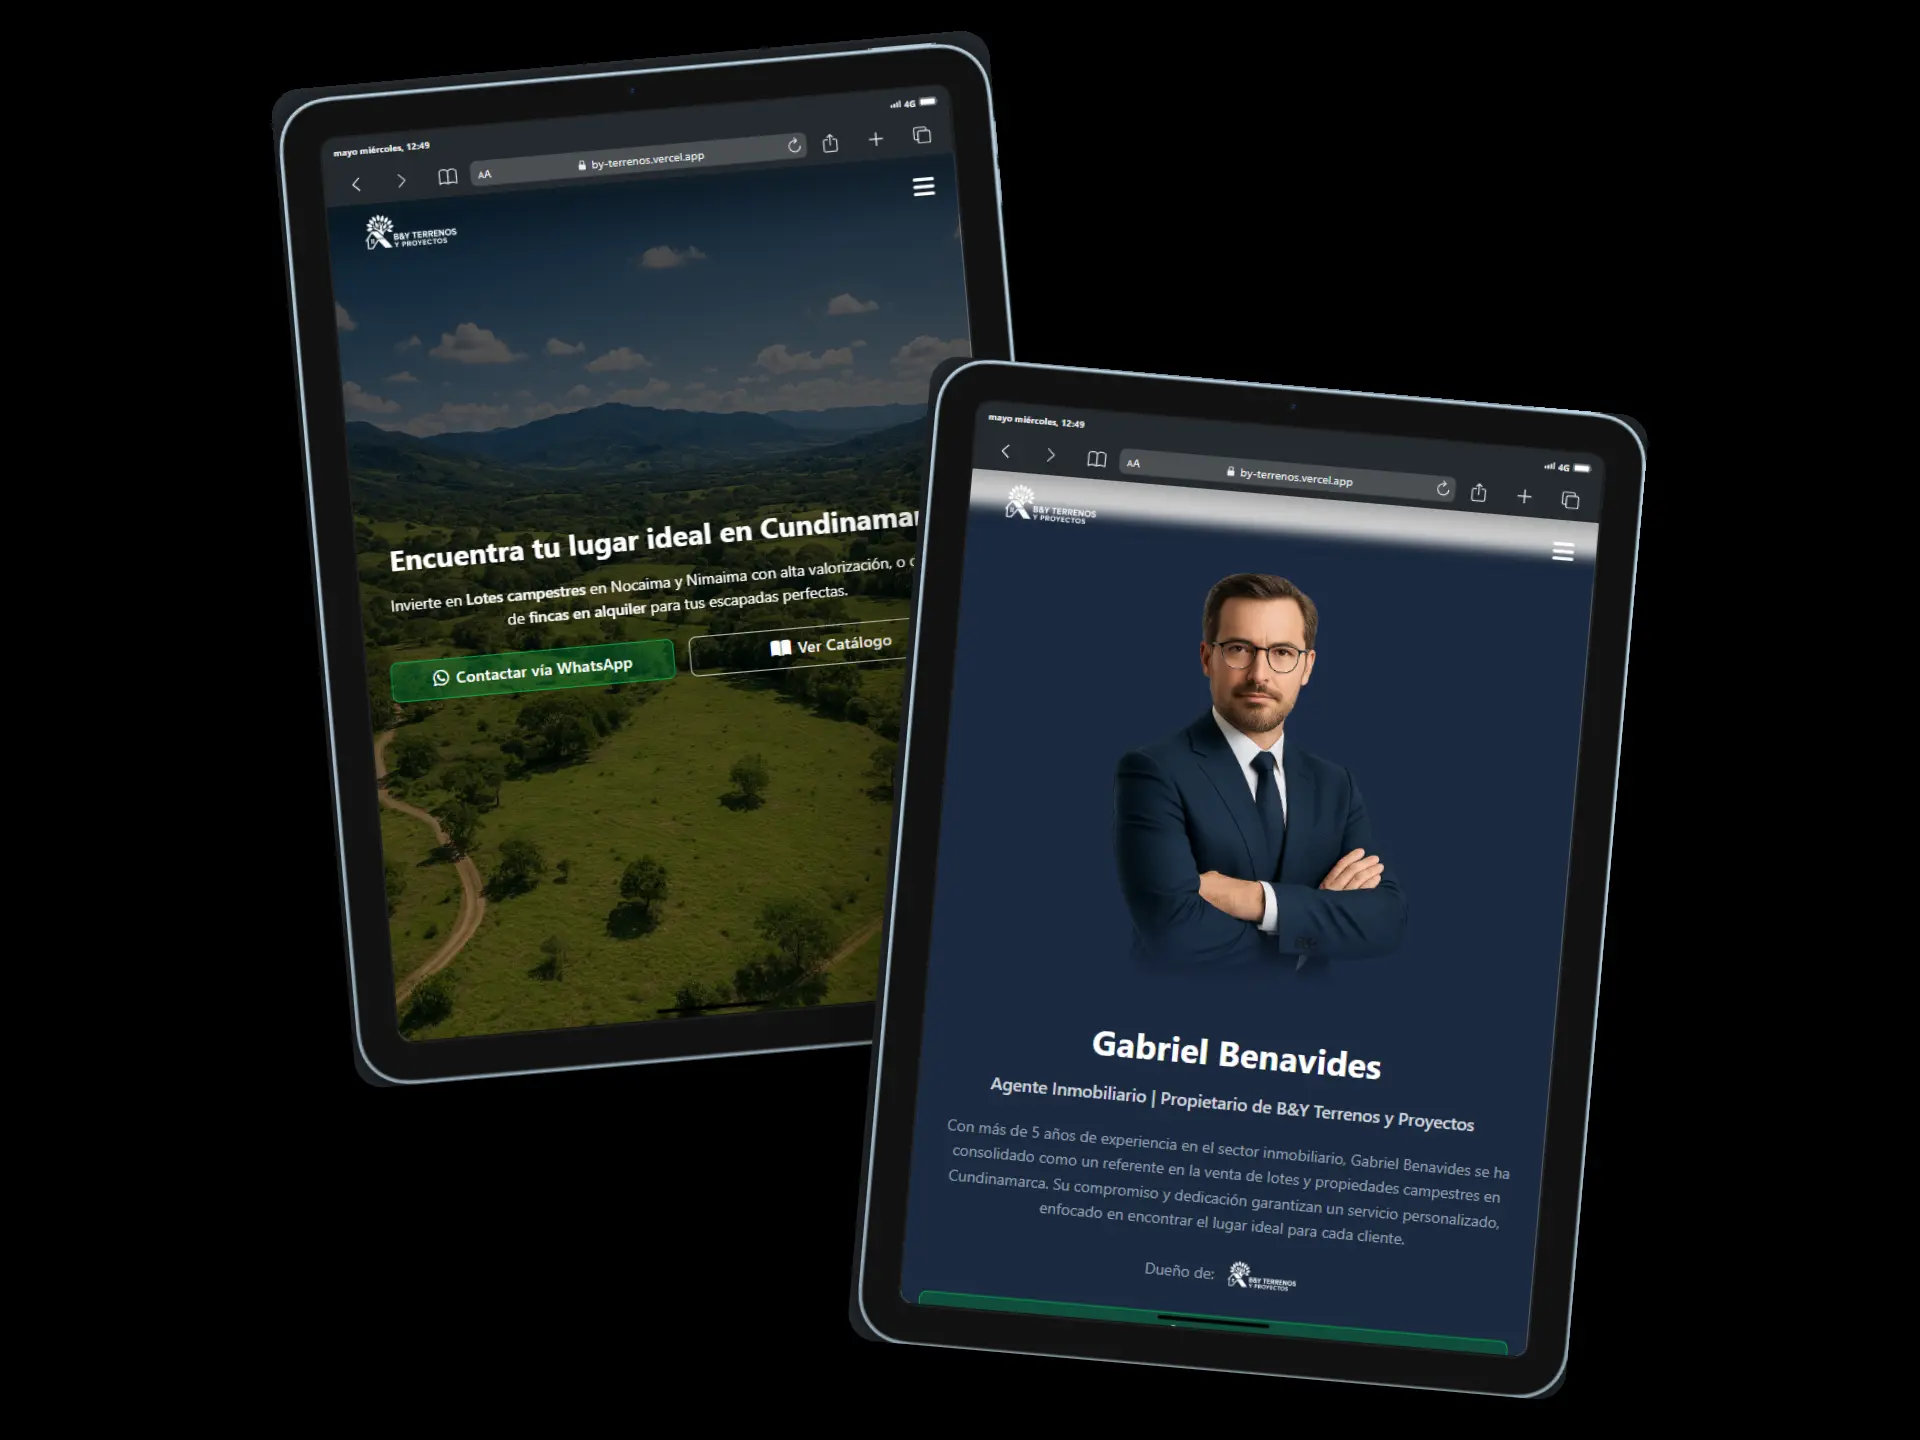 mayo miércoles, 12:49
4G
AA
by-terrenos.vercel.app
B&Y TERRENOS
Y PROYECTOS
Encuentra tu lugar ideal en Cundinamar
Invierte en Lotes campestres en Nocaima y Nimaima con alta valorización, o
de fincas en alquiler para tus escapadas perfectas.
Contactar vía WhatsApp
Ver Catálogo
mayo miércoles, 12:49
4G
AA
by-terrenos.vercel.app
B&Y TERRENOS
Y PROYECTOS
Gabriel Benavides
Agente Inmobiliario | Propietario de B&Y Terrenos y Proyectos
Con más de 5 años de experiencia en el sector inmobiliario, Gabriel Benavides se ha
consolidado como un referente en la venta de lotes y propiedades campestres en
Cundinamarca. Su compromiso y dedicación garantizan un servicio personalizado,
enfocado en encontrar el lugar ideal para cada cliente.
Dueño de:
B&Y TERRENOS
Y PROYECTOS